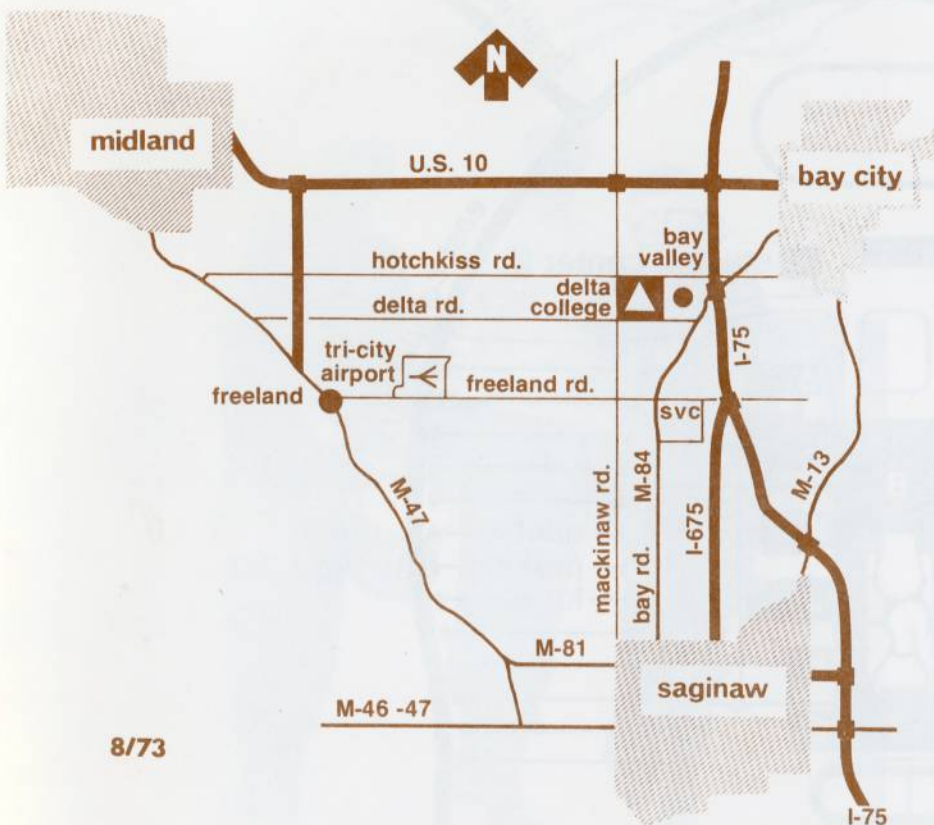 N
midland
U.S. 10
bay city
bay
valley
hotchkiss rd.
delta
college
delta rd.
I-75
tri-city
airport
freeland rd.
freeland
svc
M-47
mackinaw rd.
bay rd. M-84
I-675
M-13
M-81
saginaw
M-46 -47
8/73
I-75